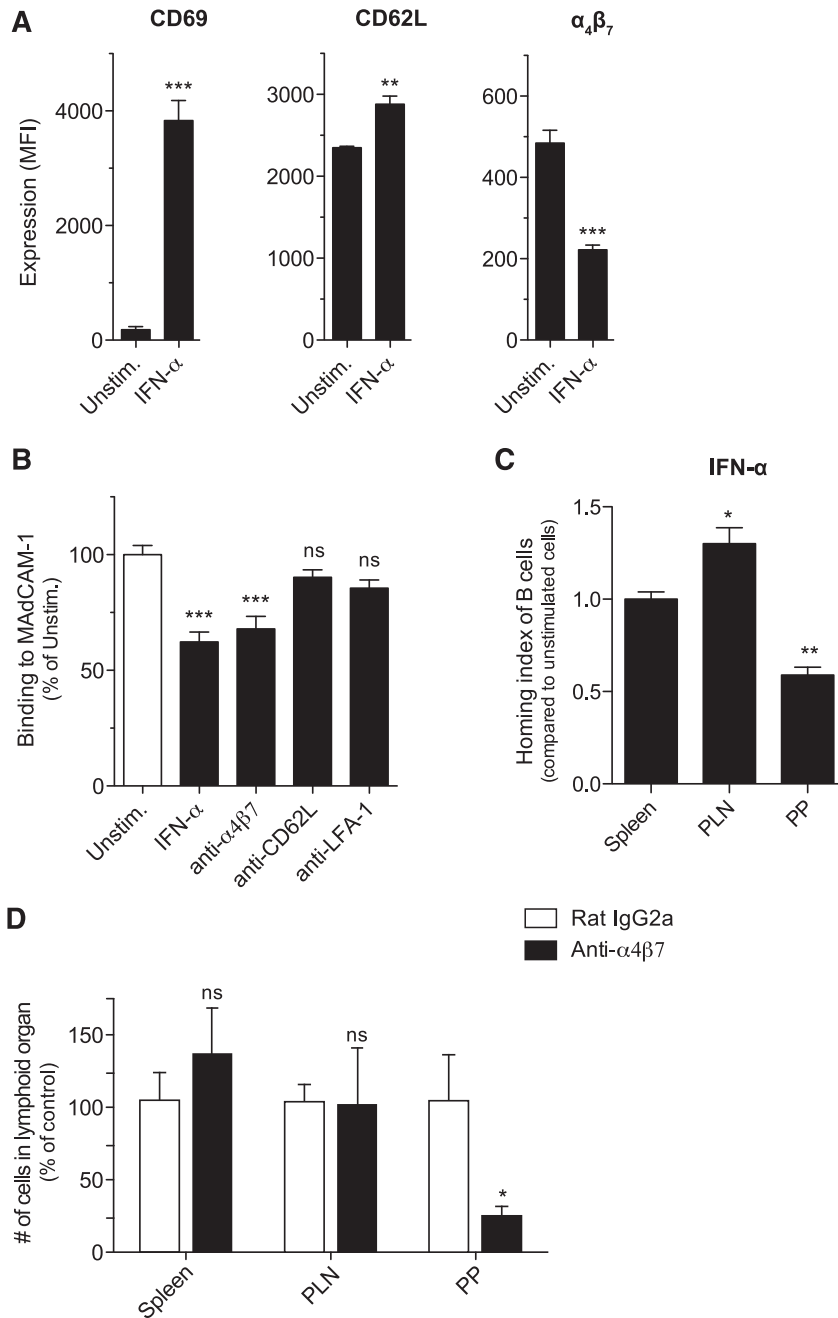 A
CD69
CD62L
α₄β₇
Expression (MFI)
4000
2000
0
***
Unstim.
IFN-α
3000
2000
1000
0
**
Unstim.
IFN-α
600
400
200
0
***
Unstim.
IFN-α
B
Binding to MAdCAM-1
(% of Unstim.)
100
50
0
***
***
ns
ns
Unstim.
IFN-α
anti-α4β7
anti-CD62L
anti-LFA-1
C
IFN-α
Homing index of B cells
(compared to unstimulated cells)
1.5
1.0
0.5
0.0
*
**
Spleen
PLN
PP
D
Rat IgG2a
Anti-α4β7
# of cells in lymphoid organ
(% of control)
150
100
50
0
ns
ns
*
Spleen
PLN
PP